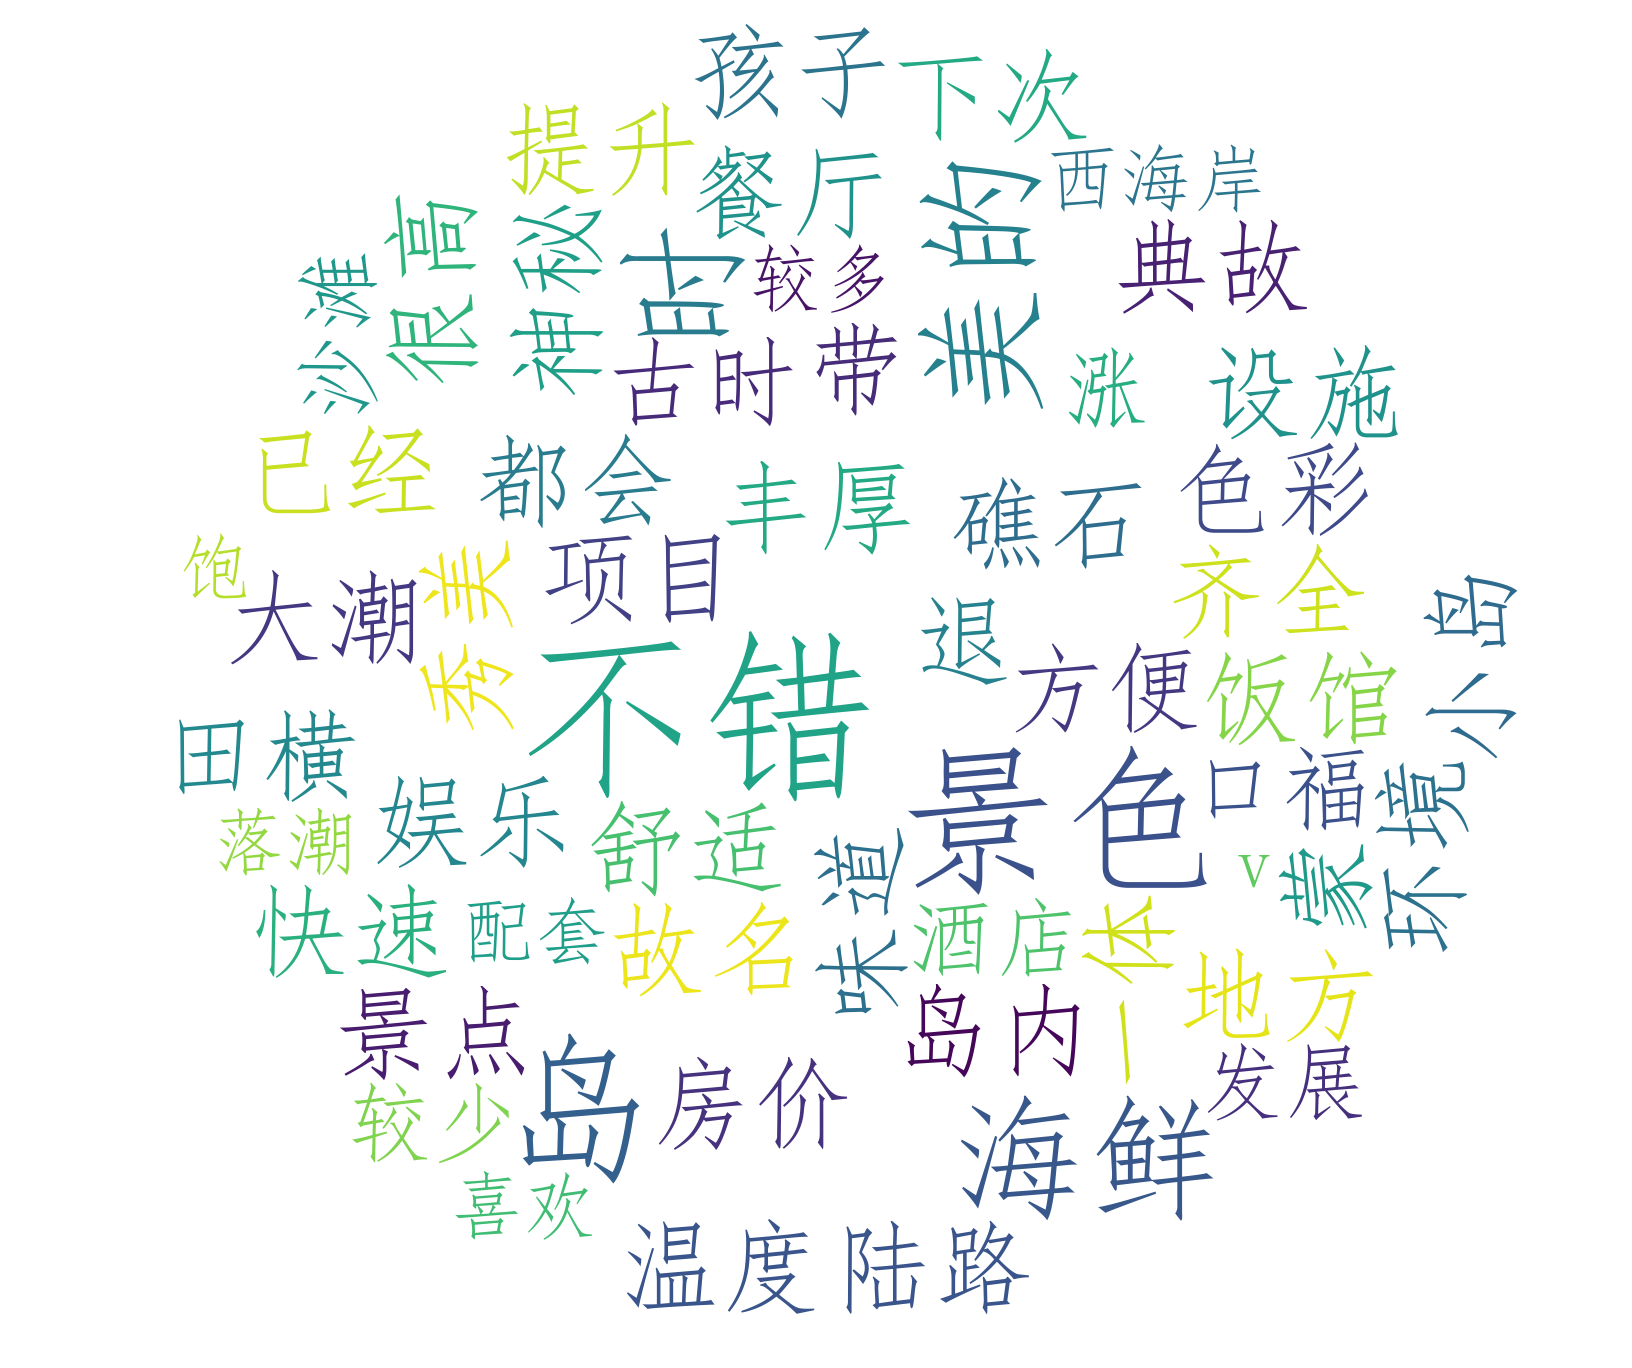 孩子
下次
提升
餐厅
美的
西海岸
很高
神秘
时
较多
典故
沙滩
古时
带
涨
设施
已经
都会
丰厚
礁石
色彩
饱
大潮
秀美
项目
退
齐全
小岛
不错
方便
饭馆
田横
景色
口福
环境
娱乐
舒适
味道
落潮
v
蒙
快速
配套
故名
酒店
一体
地方
景点
岛
房价
岛内
发展
较少
海鲜
喜欢
温度
陆路